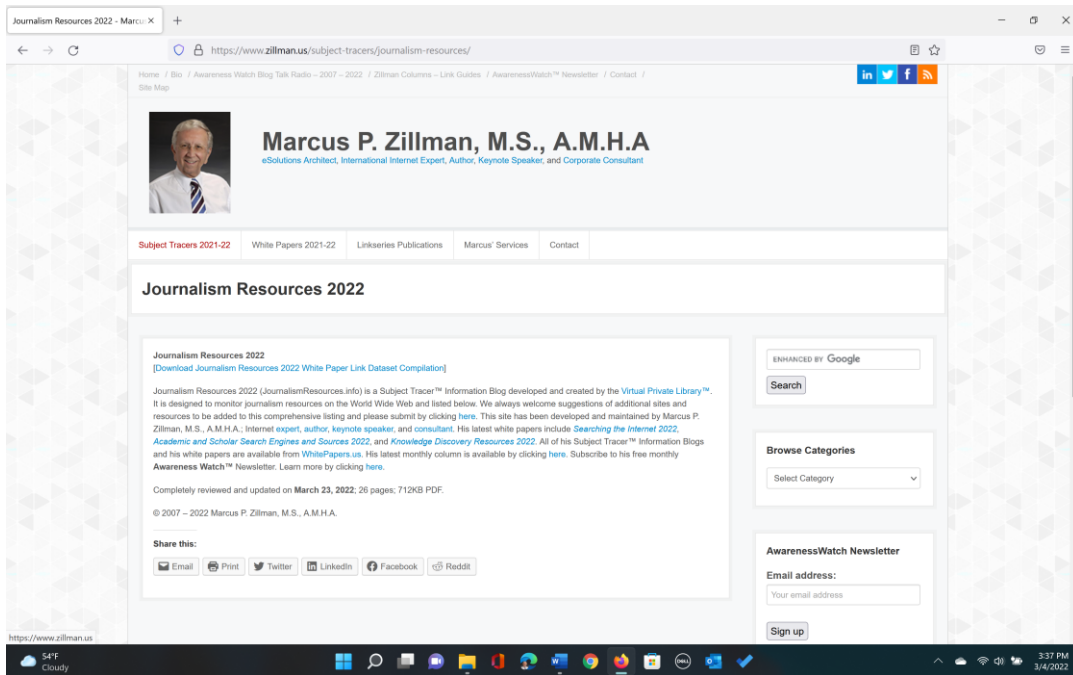 Journalism Resources 2022 - Marcu
https://www.zillman.us/subject-tracers/journalism-resources/
Home / Bio / Awareness Watch Blog Talk Radio – 2007 – 2022 / Zillman Columns – Link Guides / AwarenessWatch™ Newsletter / Contact /
Site Map
Marcus P. Zillman, M.S., A.M.H.A
eSolutions Architect, International Internet Expert, Author, Keynote Speaker, and Corporate Consultant
Subject Tracers 2021-22 White Papers 2021-22 Linkseries Publications Marcus' Services Contact
Journalism Resources 2022
Journalism Resources 2022
[Download Journalism Resources 2022 White Paper Link Dataset Compilation]
Journalism Resources 2022 (JournalismResources.info) is a Subject Tracer™ Information Blog developed and created by the Virtual Private Library™.
It is designed to monitor journalism resources on the World Wide Web and listed below. We always welcome suggestions of additional sites and
resources to be added to this comprehensive listing and please submit by clicking here. This site has been developed and maintained by Marcus P.
Zillman, M.S., A.M.H.A.; Internet expert, author, keynote speaker, and consultant. His latest white papers include Searching the Internet 2022,
Academic and Scholar Search Engines and Sources 2022, and Knowledge Discovery Resources 2022. All of his Subject Tracer™ Information Blogs
and his white papers are available from WhitePapers.us. His latest monthly column is available by clicking here. Subscribe to his free monthly
Awareness Watch™ Newsletter. Learn more by clicking here.
Completely reviewed and updated on March 23, 2022; 26 pages; 712KB PDF.
© 2007 – 2022 Marcus P. Zillman, M.S., A.M.H.A.
Share this:
Email Print Twitter LinkedIn Facebook Reddit
ENHANCED BY Google
Search
Browse Categories
Select Category
AwarenessWatch Newsletter
Email address:
Your email address
Sign up
https://www.zillman.us
54°F
Cloudy
DELL
3:37 PM
3/4/2022